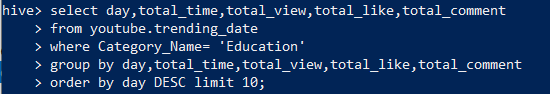 hive> select day,total_time,total_view,total_like,total_comment
> from youtube.trending_date
> where Category_Name= 'Education'
> group by day,total_time,total_view,total_like,total_comment
> order by day DESC limit 10;